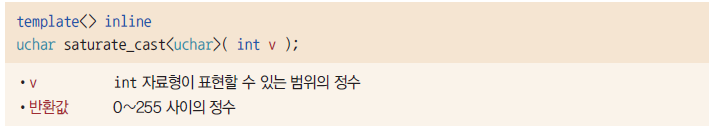 template<> inline
uchar saturate_cast<uchar>( int v );
• v int 자료형이 표현할 수 있는 범위의 정수
• 반환값 0~255 사이의 정수